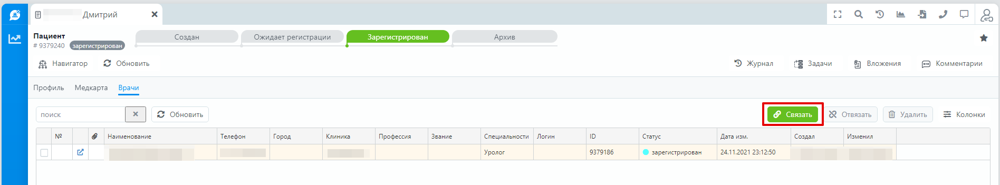 Дмитрий
Пациент
# 9379240 зарегистрирован
Создан Ожидает регистрации Зарегистрирован Архив
Навигатор Обновить Журнал Задачи Вложения Комментарии
Профиль Медкарта Врачи
поиск Обновить Связать Отвязать Удалить Колонки
№ Наименование Телефон Город Клиника Профессия Звание Специальности Логин ID Статус Дата изм. Создал Изменил
Уролог 9379186 зарегистрирован 24.11.2021 23:12:50